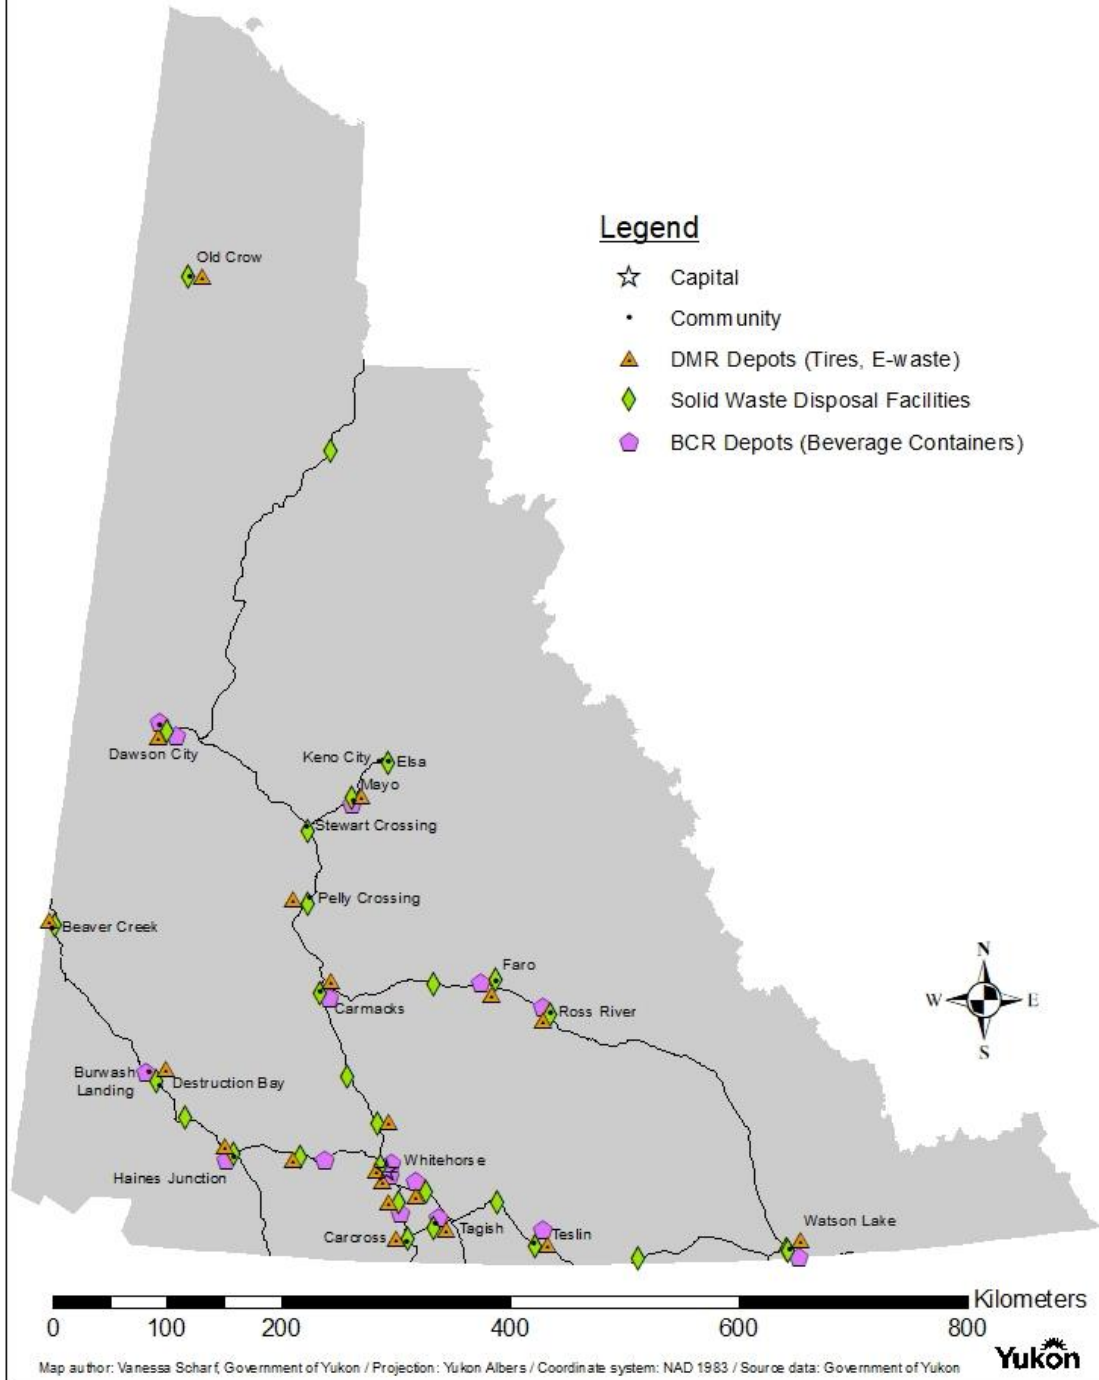 Old Crow
Legend
Capital
Community
DMR Depots (Tires, E-waste)
Solid Waste Disposal Facilities
BCR Depots (Beverage Containers)
Dawson City
Keno City
Elsa
Mayo
Stewart Crossing
Pelly Crossing
Beaver Creek
Faro
Carmacks
Ross River
N
W
E
S
Burwash
Landing
Destruction Bay
Whitehorse
Haines Junction
Carcross
Tagish
Teslin
Watson Lake
Kilometers
0 100 200 400 600 800
Map author: Vanessa Scharf, Government of Yukon / Projection: Yukon Albers / Coordinate system: NAD 1983 / Source data: Government of Yukon
Yukon